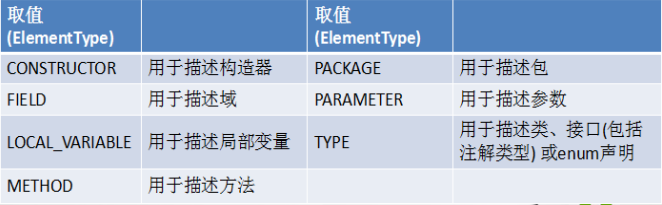 取值 取值
(ElementType) (ElementType)
CONSTRUCTOR 用于描述构造器 PACKAGE 用于描述包
FIELD 用于描述域 PARAMETER 用于描述参数
LOCAL_VARIABLE 用于描述局部变量 TYPE 用于描述类、接口(包括
注解类型) 或enum声明
METHOD 用于描述方法